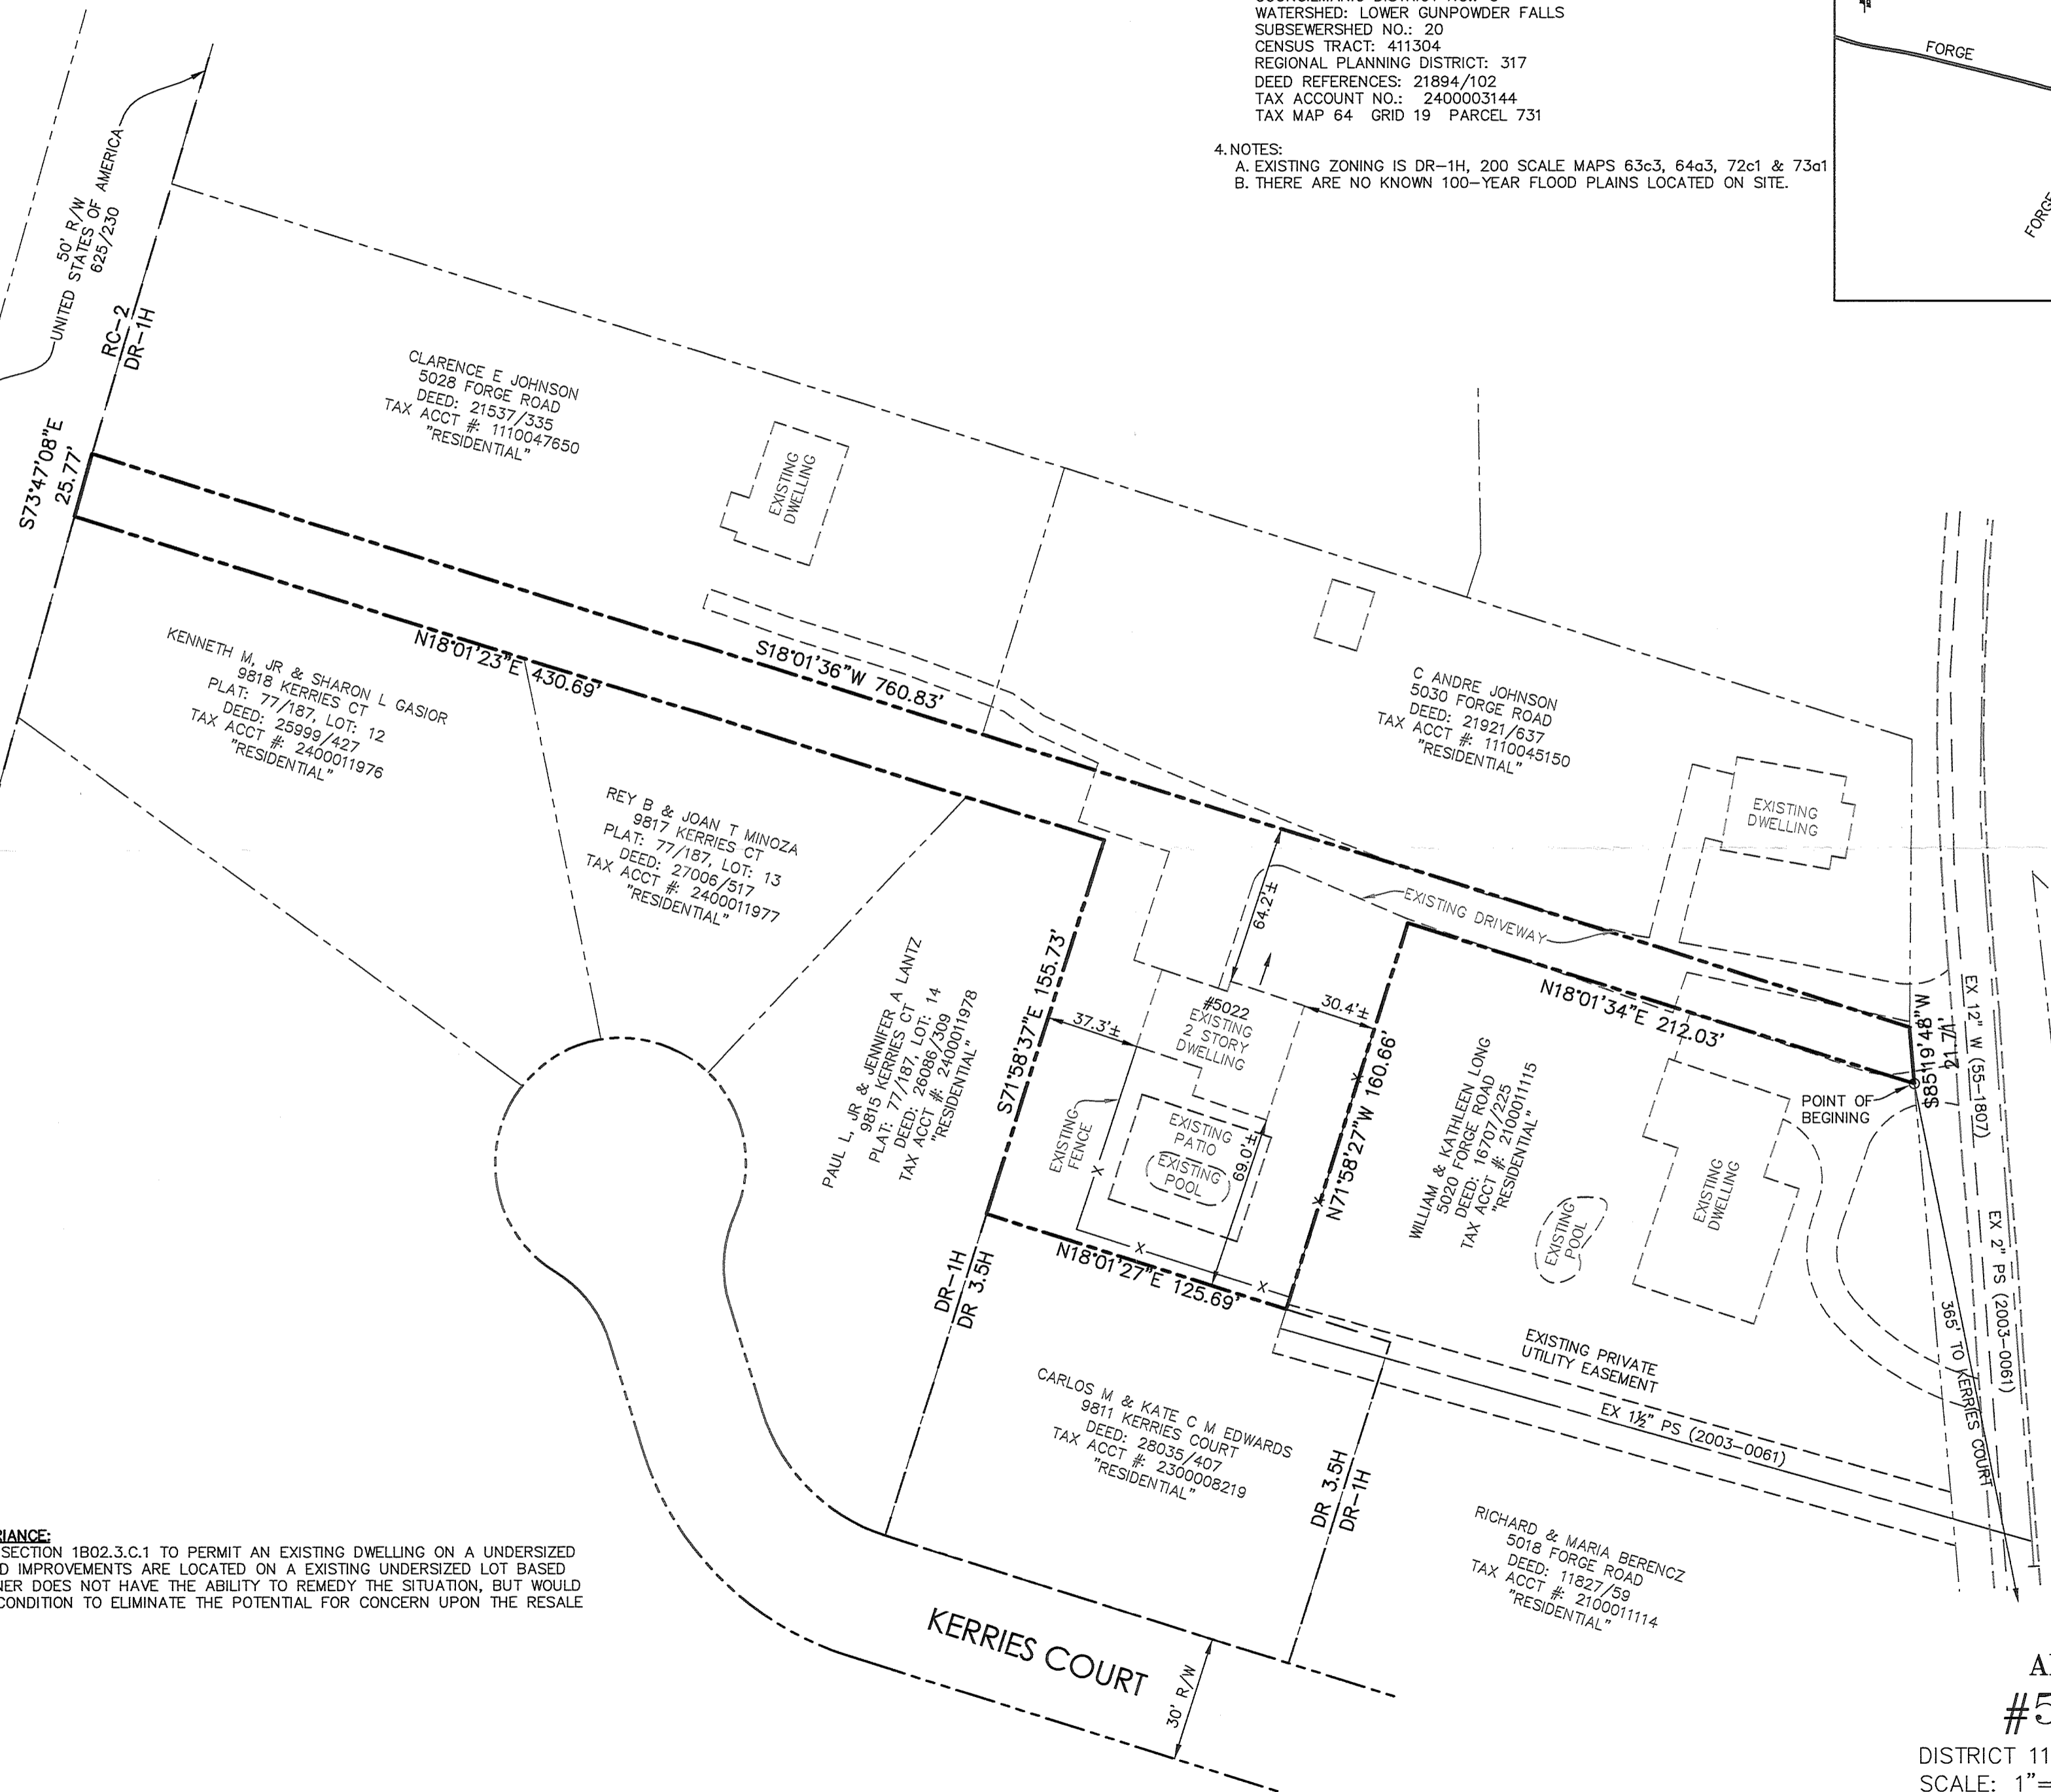 WATERSHED: LOWER GUNPOWDER FALLS
SUBSEWERSHED NO.: 20
CENSUS TRACT: 411304
REGIONAL PLANNING DISTRICT: 317
DEED REFERENCES: 21894/102
TAX ACCOUNT NO.: 2400003144
TAX MAP 64 GRID 19 PARCEL 731
4. NOTES:
A. EXISTING ZONING IS DR-1H, 200 SCALE MAPS 63c3, 64a3, 72c1 & 73a1
B. THERE ARE NO KNOWN 100-YEAR FLOOD PLAINS LOCATED ON SITE.
FORGE
FORGE
50' R/W
UNITED STATES OF AMERICA
625/230
RC-2
DR-1H
S73°47'08"E
25.77'
CLARENCE E JOHNSON
5028 FORGE ROAD
DEED: 21537/335
TAX ACCT #: 1110047650
"RESIDENTIAL"
EXISTING
DWELLING
N18°01'23"E 430.69'
S18°01'36"W 760.83'
KENNETH M, JR & SHARON L GASIOR
9818 KERRIES CT
PLAT: 77/187, LOT: 12
DEED: 25999/427
TAX ACCT #: 2400011976
"RESIDENTIAL"
REY B & JOAN T MINOZA
9817 KERRIES CT
PLAT: 77/187, LOT: 13
DEED: 27006/517
TAX ACCT #: 2400011977
"RESIDENTIAL"
C ANDRE JOHNSON
5030 FORGE ROAD
DEED: 21921/637
TAX ACCT #: 1110045150
"RESIDENTIAL"
EXISTING
DWELLING
64.2'±
EXISTING DRIVEWAY
PAUL L, JR & JENNIFER A LANTZ
9815 KERRIES CT
PLAT: 77/187, LOT: 14
DEED: 26086/309
TAX ACCT #: 2400011978
"RESIDENTIAL"
S71°58'37"E 155.73'
37.3'±
#5022
EXISTING
2 STORY
DWELLING
30.4'±
N18°01'34"E 212.03'
S85°19'48"W
21.71'
EX 12" W (55-1807)
POINT OF
BEGINING
EXISTING
FENCE
X
EXISTING
PATIO
EXISTING
POOL
69.0'±
X
X
N71°58'27"W 160.66'
X
X
WILLIAM & KATHLEEN LONG
5020 FORGE ROAD
DEED: 16707/225
TAX ACCT #: 2100011115
"RESIDENTIAL"
EXISTING
POOL
EXISTING
DWELLING
EX 2" PS (2003-0061)
365' TO KERRIES COURT
N18°01'27"E 125.69'
DR-1H
DR 3.5H
EXISTING PRIVATE
UTILITY EASEMENT
EX 1½" PS (2003-0061)
CARLOS M & KATE C M EDWARDS
9811 KERRIES COURT
DEED: 28035/407
TAX ACCT #: 2300008219
"RESIDENTIAL"
DR 3.5H
DR-1H
RICHARD & MARIA BERENCZ
5018 FORGE ROAD
DEED: 11827/59
TAX ACCT #: 2100011114
"RESIDENTIAL"
RIANCE:
SECTION 1B02.3.C.1 TO PERMIT AN EXISTING DWELLING ON A UNDERSIZED
D IMPROVEMENTS ARE LOCATED ON A EXISTING UNDERSIZED LOT BASED
NER DOES NOT HAVE THE ABILITY TO REMEDY THE SITUATION, BUT WOULD
CONDITION TO ELIMINATE THE POTENTIAL FOR CONCERN UPON THE RESALE
KERRIES COURT
30' R/W
#5
DISTRICT 11
SCALE: 1"=